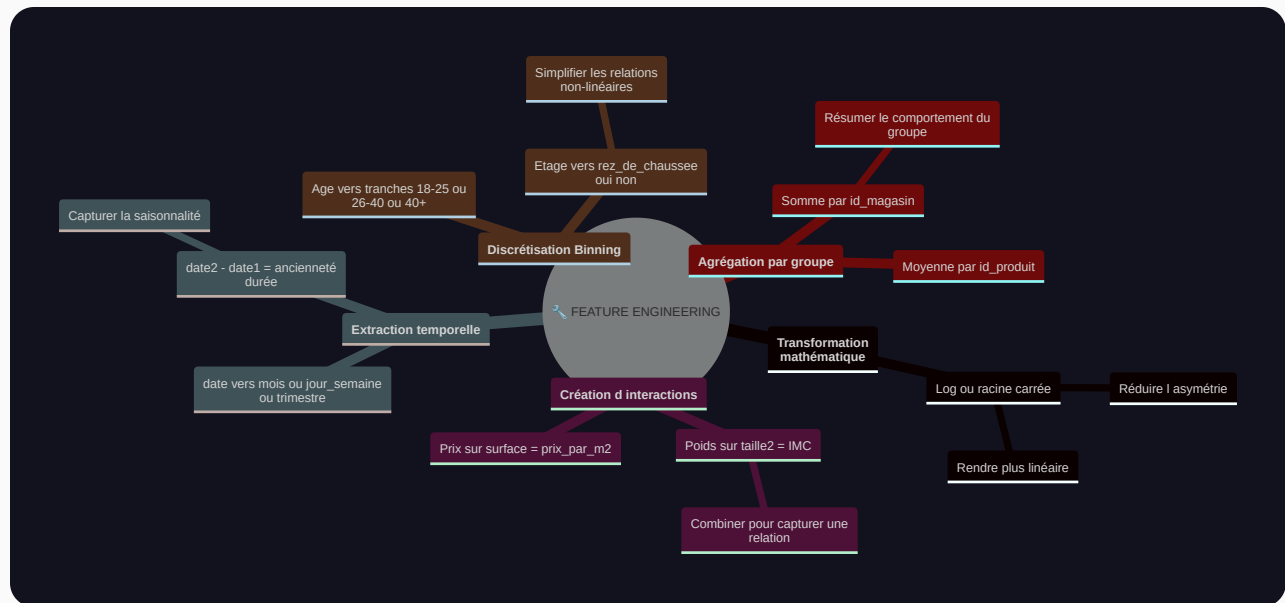 Simplifier les relations
non-linéaires
Résumer le comportement du
groupe
Etage vers rez_de_chaussee
oui non
Age vers tranches 18-25 ou
26-40 ou 40+
Somme par id_magasin
Capturer la saisonnalité
Discrétisation Binning
Agrégation par groupe
Moyenne par id_produit
date2 - date1 = ancienneté
durée
🔧 FEATURE ENGINEERING
Extraction temporelle
Transformation
mathématique
date vers mois ou jour_semaine
ou trimestre
Création d interactions
Log ou racine carrée
Réduire l asymétrie
Prix sur surface = prix_par_m2
Poids sur taille2 = IMC
Rendre plus linéaire
Combiner pour capturer une
relation